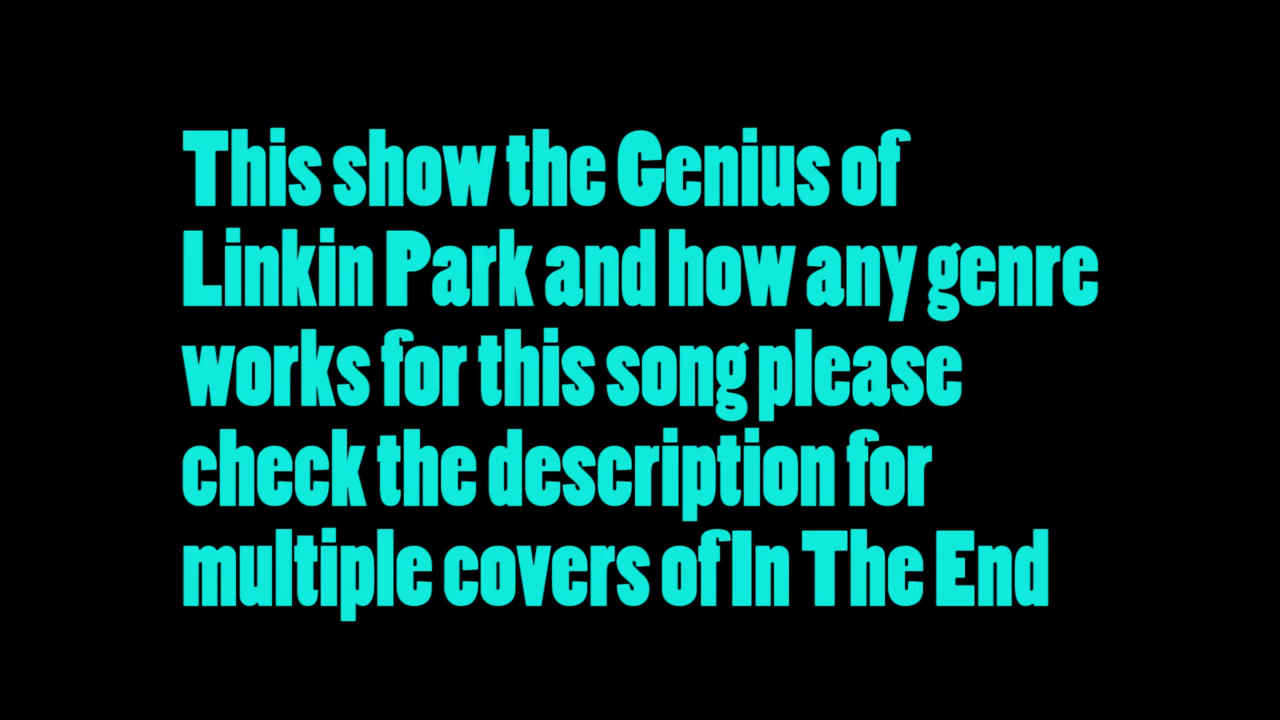 This show the Genius of
Linkin Park and how any genre
works for this song please
check the description for
multiple covers of In The End